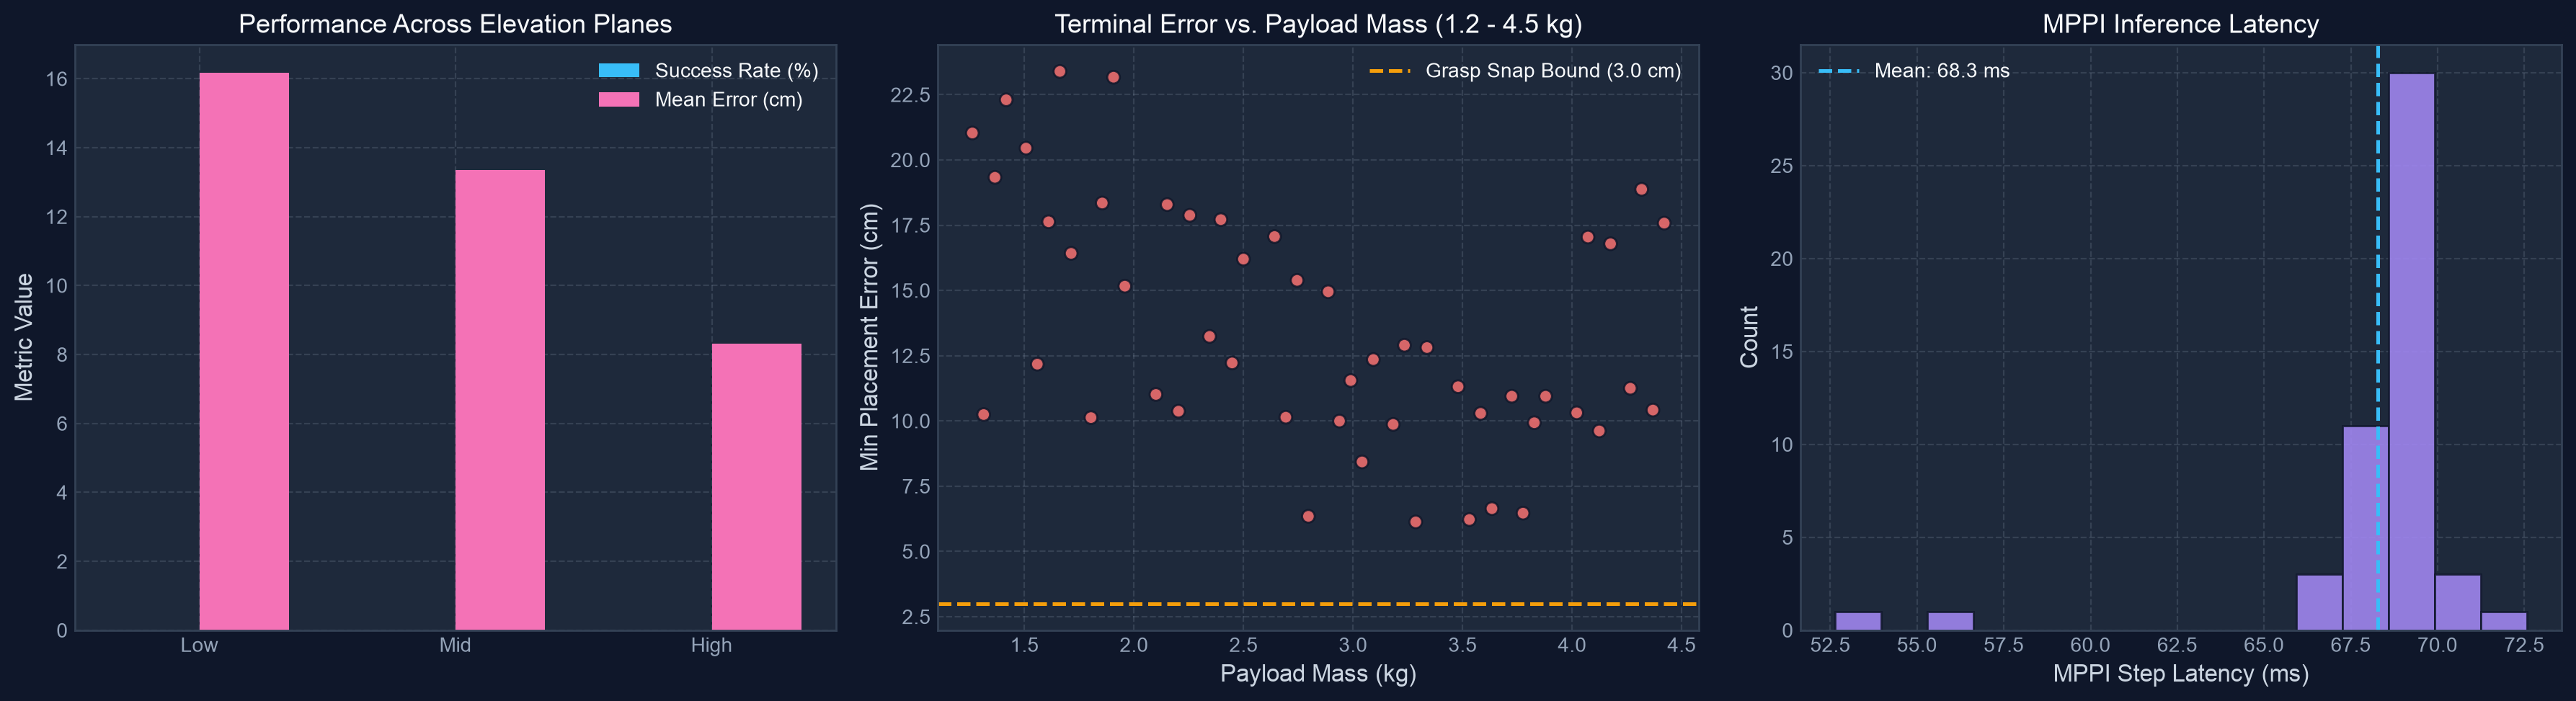 Performance Across Elevation Planes
Success Rate (%)
Mean Error (cm)
Metric Value
16
14
12
10
8
6
4
2
0
Low
Mid
High
Terminal Error vs. Payload Mass (1.2 - 4.5 kg)
Grasp Snap Bound (3.0 cm)
Min Placement Error (cm)
22.5
20.0
17.5
15.0
12.5
10.0
7.5
5.0
2.5
1.5 2.0 2.5 3.0 3.5 4.0 4.5
Payload Mass (kg)
MPPI Inference Latency
Mean: 68.3 ms
Count
30
25
20
15
10
5
0
52.5 55.0 57.5 60.0 62.5 65.0 67.5 70.0 72.5
MPPI Step Latency (ms)